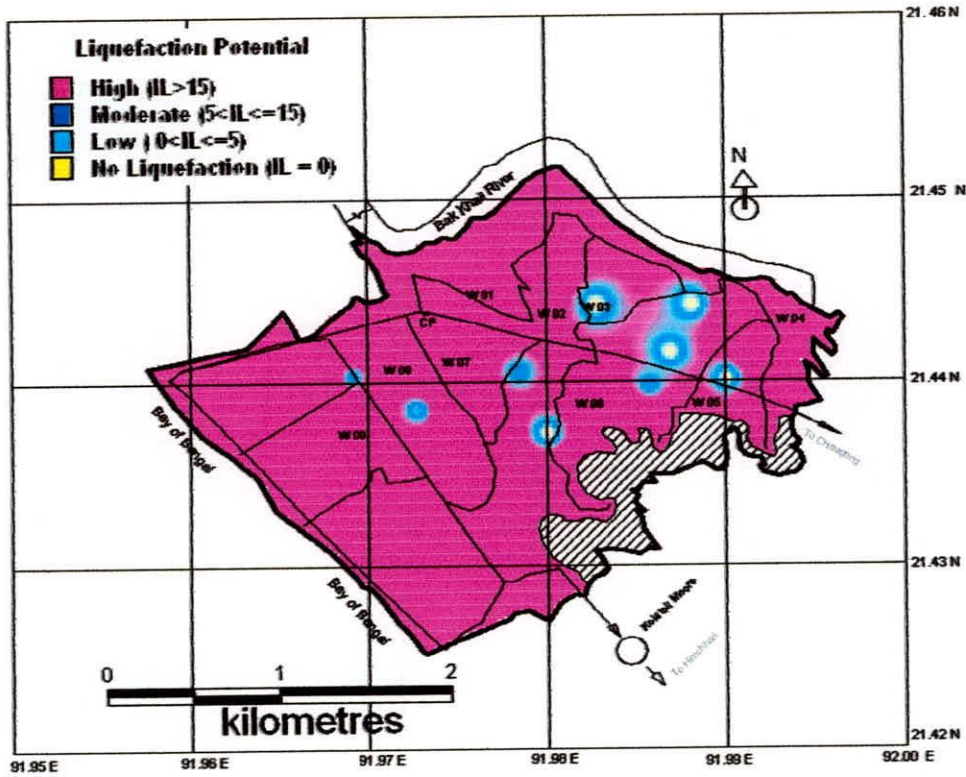 21.46 N
Liquefaction Potential
High (IL>15)
Moderate (5<IL<=15)
Low ( 0<IL<=5)
No Liquefaction (IL = 0)
N
21.45 N
Bak Khali River
W 01
W 02
W 03
W 04
CP
W 07
W 08
21.44 N
W 06
W 05
W 09
Bay of Bengal
To Chittagong
21.43 N
Bay of Bengal
To Himchhari
0 1 2
kilometres
21.42 N
91.95 E 91.96 E 91.97 E 91.98 E 91.99 E 92.00 E